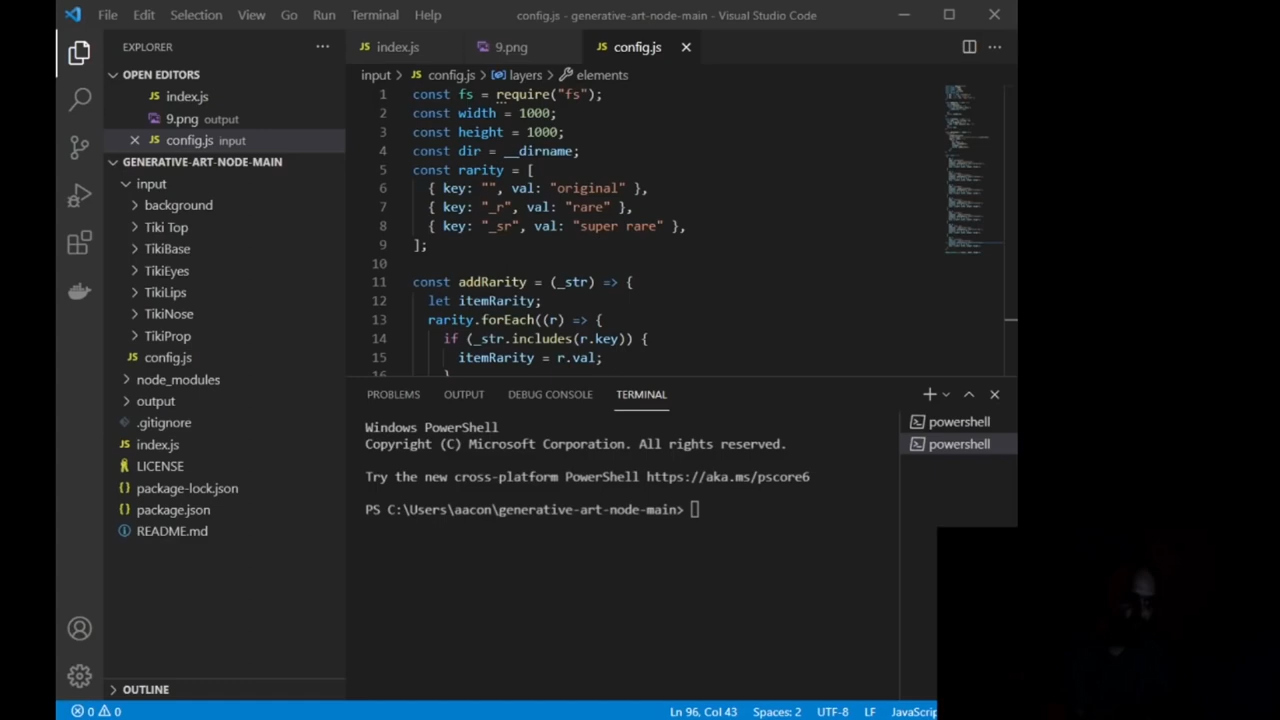 File Edit Selection View Go Run Terminal Help config.js - generative-art-node-main - Visual Studio Code
EXPLORER
OPEN EDITORS
index.js
9.png output
config.js input
GENERATIVE-ART-NODE-MAIN
input
background
Tiki Top
TikiBase
TikiEyes
TikiLips
TikiNose
TikiProp
config.js
node_modules
output
.gitignore
index.js
LICENSE
package-lock.json
package.json
README.md
OUTLINE
index.js 9.png config.js
input > config.js > layers > elements
1 const fs = require("fs");
2 const width = 1000;
3 const height = 1000;
4 const dir = __dirname;
5 const rarity = [
6 { key: "", val: "original" },
7 { key: "_r", val: "rare" },
8 { key: "_sr", val: "super rare" },
9 ];
10
11 const addRarity = (_str) => {
12 let itemRarity;
13 rarity.forEach((r) => {
14 if (_str.includes(r.key)) {
15 itemRarity = r.val;
16 }
PROBLEMS OUTPUT DEBUG CONSOLE TERMINAL
Windows PowerShell
Copyright (C) Microsoft Corporation. All rights reserved.
Try the new cross-platform PowerShell https://aka.ms/pscore6
PS C:\Users\aacon\generative-art-node-main>
powershell
powershell
0 0 Ln 96, Col 43 Spaces: 2 UTF-8 LF JavaScrip